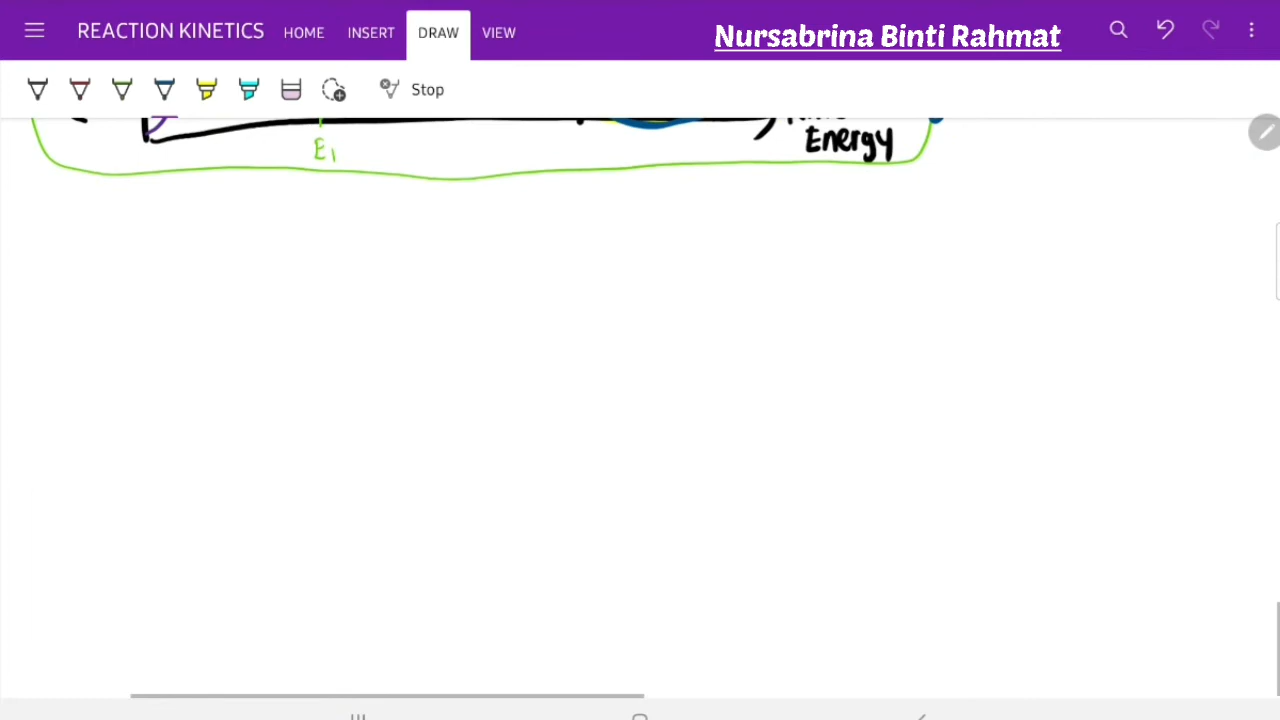 REACTION KINETICS HOME INSERT DRAW VIEW Nursabrina Binti Rahmat
Stop
Energy
E1